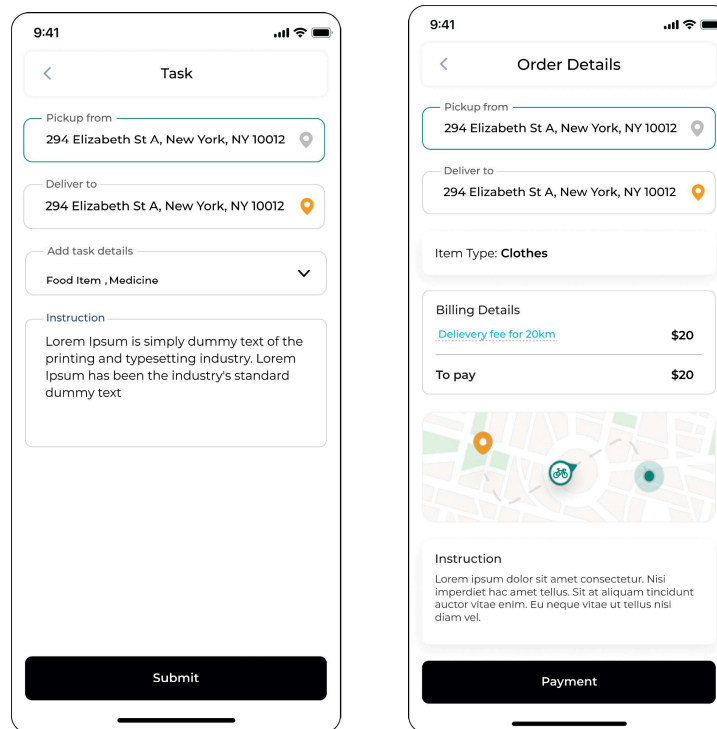 9:41
Task
Pickup from
294 Elizabeth St A, New York, NY 10012
Deliver to
294 Elizabeth St A, New York, NY 10012
Add task details
Food Item , Medicine
Instruction
Lorem Ipsum is simply dummy text of the
printing and typesetting industry. Lorem
Ipsum has been the industry's standard
dummy text
Submit
9:41
Order Details
Pickup from
294 Elizabeth St A, New York, NY 10012
Deliver to
294 Elizabeth St A, New York, NY 10012
Item Type: Clothes
Billing Details
Delievery fee for 20km $20
To pay $20
Instruction
Lorem ipsum dolor sit amet consectetur. Nisi
imperdiet hac amet tellus. Sit at aliquam tincidunt
auctor vitae enim. Eu neque vitae ut tellus nisi
diam vel.
Payment